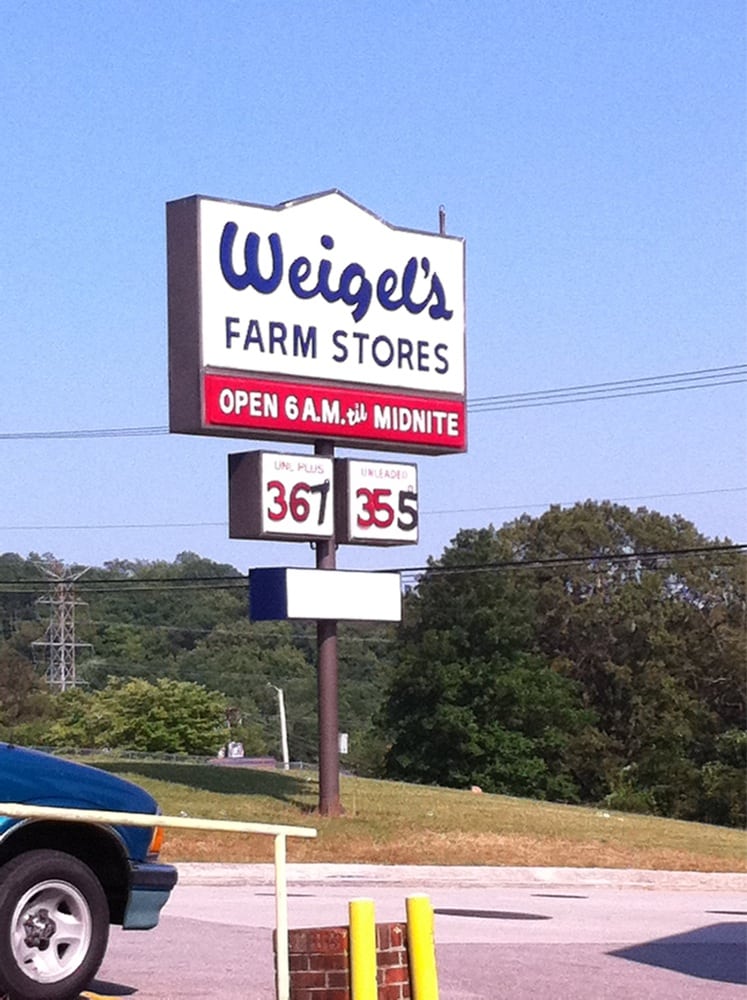 Weigel's
FARM STORES
OPEN 6 A.M. til MIDNITE
UNL PLUS
367
UNLEADED
355